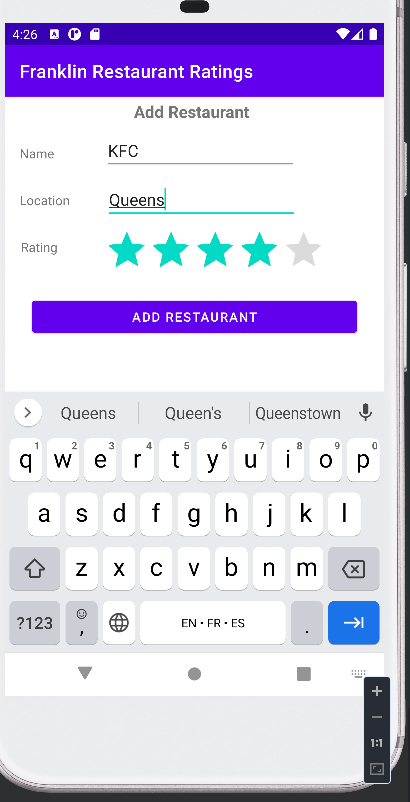 4:26
Franklin Restaurant Ratings
Add Restaurant
Name KFC
Location Queens
Rating
ADD RESTAURANT
Queens Queen's Queenstown
q1 w2 e3 r4 t5 y6 u7 i8 o9 p0
a s d f g h j k l
z x c v b n m
?123 , EN • FR • ES .
+
−
1:1